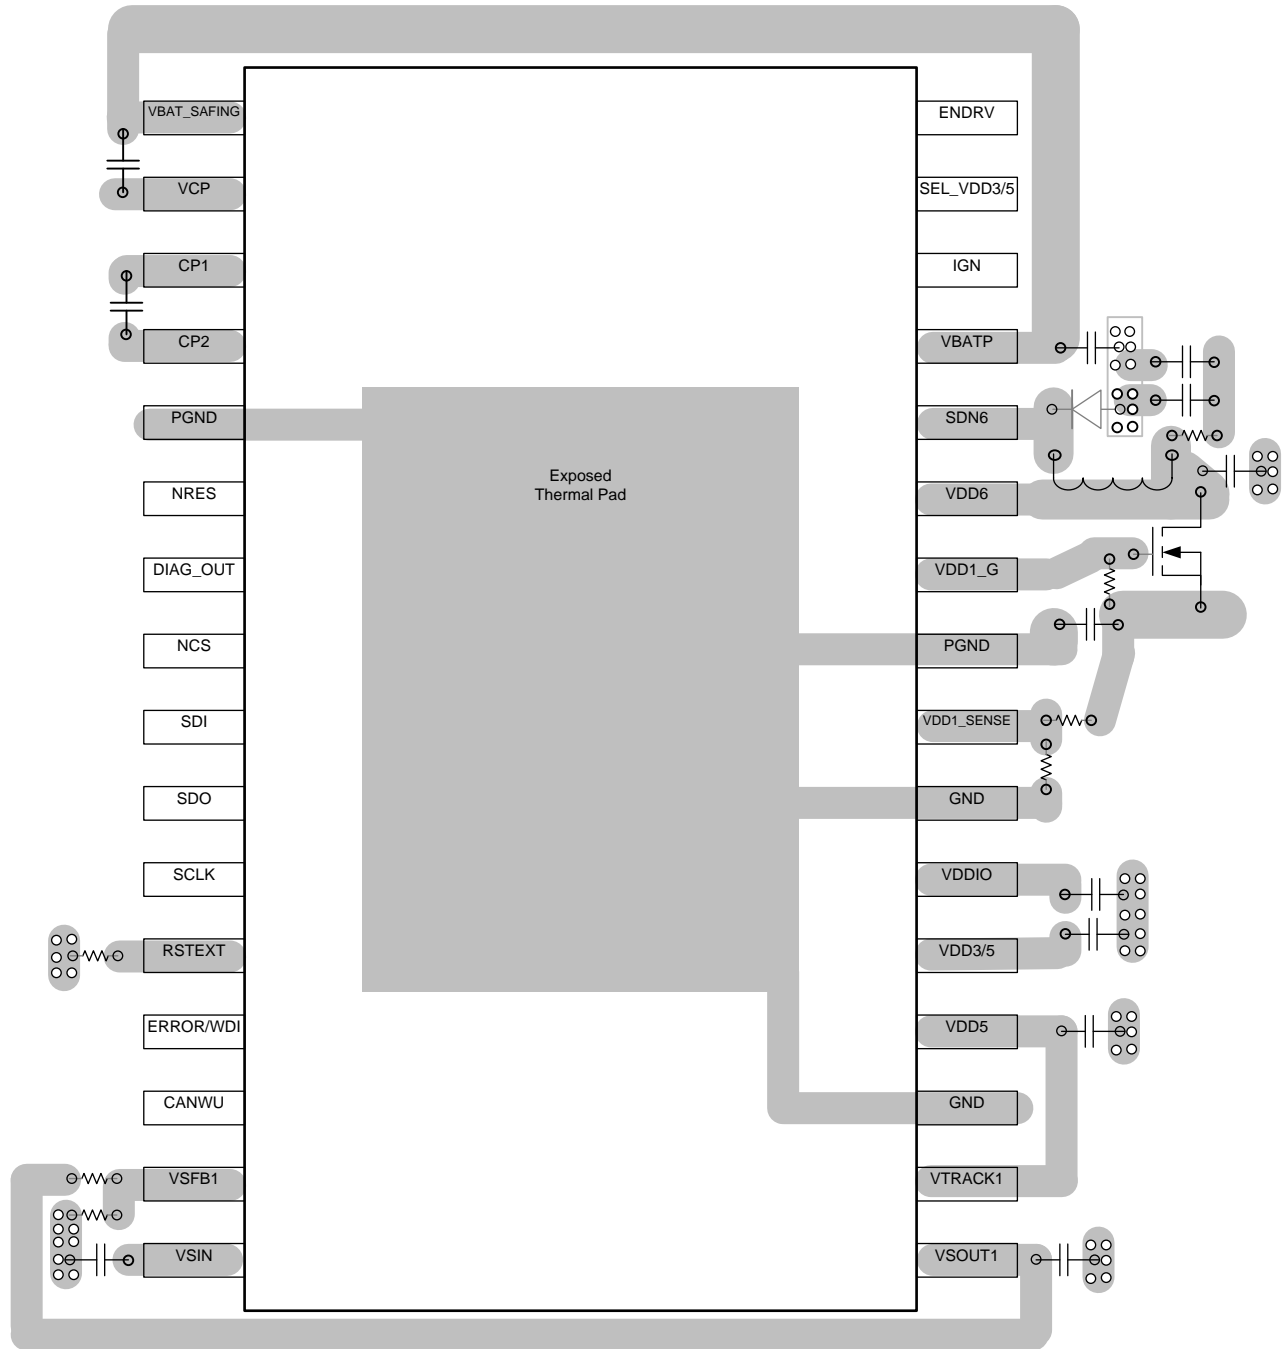 VBAT_SAFING
VCP
CP1
CP2
PGND
NRES
DIAG_OUT
NCS
SDI
SDO
SCLK
RSTEXT
ERROR/WDI
CANWU
VSFB1
VSIN
Exposed
Thermal Pad
ENDRV
SEL_VDD3/5
IGN
VBATP
SDN6
VDD6
VDD1_G
PGND
VDD1_SENSE
GND
VDDIO
VDD3/5
VDD5
GND
VTRACK1
VSOUT1